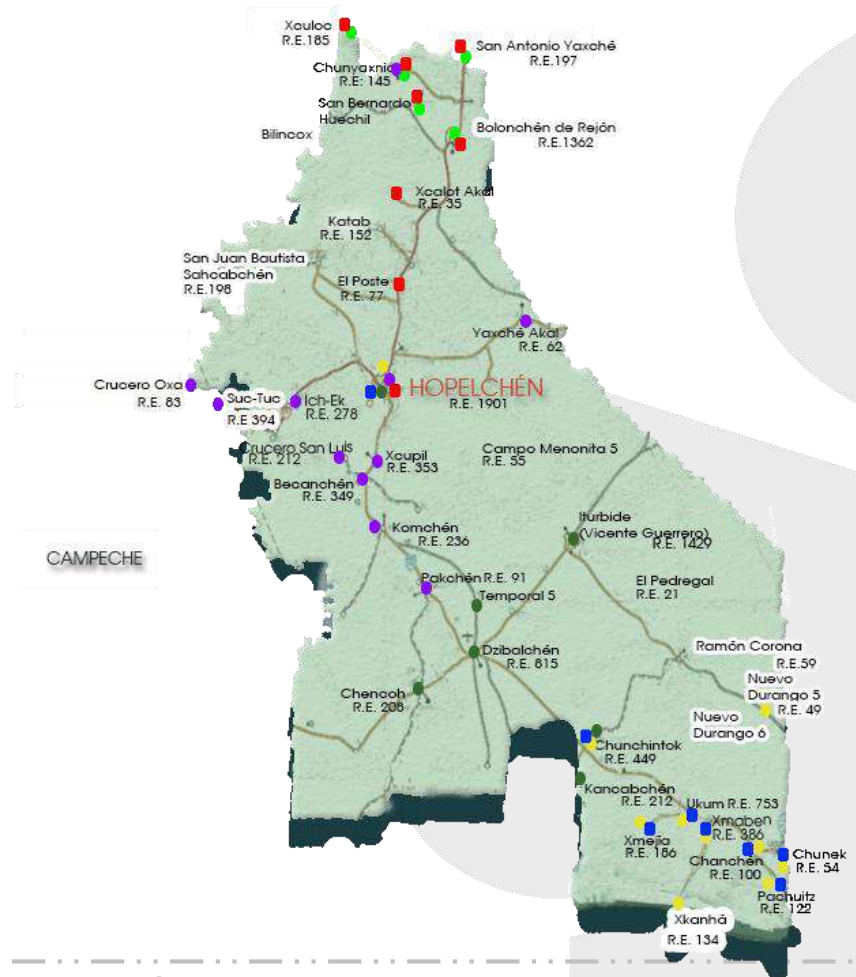 Xculoc
R.E.185
San Antonio Yaxché
R.E.197
Chunyaxnic
R.E: 145
San Bernardo
Huechil
Bilincox
Bolonchén de Rejón
R.E.1362
Xcalot Akal
R.E. 35
Katab
R.E. 152
San Juan Bautista
Sahcabchén
R.E.198
El Poste
R.E. 77
Yaxché Akal
R.E. 62
Crucero Oxa
R.E. 83
Suc-Tuc
R.E 394
Ich-Ek
R.E. 278
HOPELCHÉN
R.E. 1901
Crucero San Luis
R.E. 212
Xcupil
R.E. 353
Campo Menonita 5
R.E. 55
Becanchén
R.E. 349
Komchén
R.E. 236
Iturbide
(Vicente Guerrero)
R.E. 1429
CAMPECHE
Pakchén R.E. 91
El Pedregal
R.E. 21
Temporal 5
Dzibalchén
R.E. 815
Ramón Corona
R.E.59
Chencoh
R.E. 208
Nuevo
Durango 5
R.E. 49
Nuevo
Durango 6
Chunchintok
R.E. 449
Kancabchén
R.E. 212
Ukum R.E. 753
Xmaben
R.E. 386
Xmejía
R.E. 186
Chanchén
R.E. 100
Chunek
R.E. 54
Pachuitz
R.E. 122
Xkanhá
R.E. 134